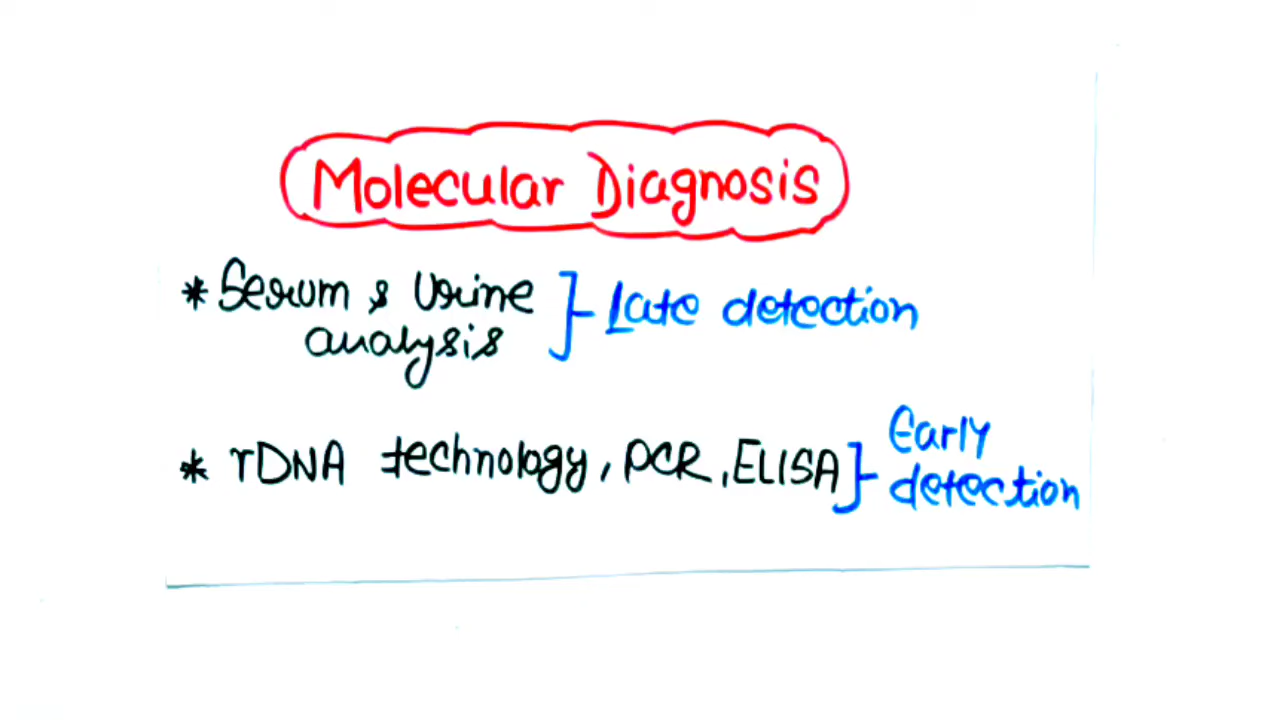 Molecular Diagnosis
* Serum & Urine } Late detection
analysis
* rDNA technology, PCR, ELISA } Early
detection